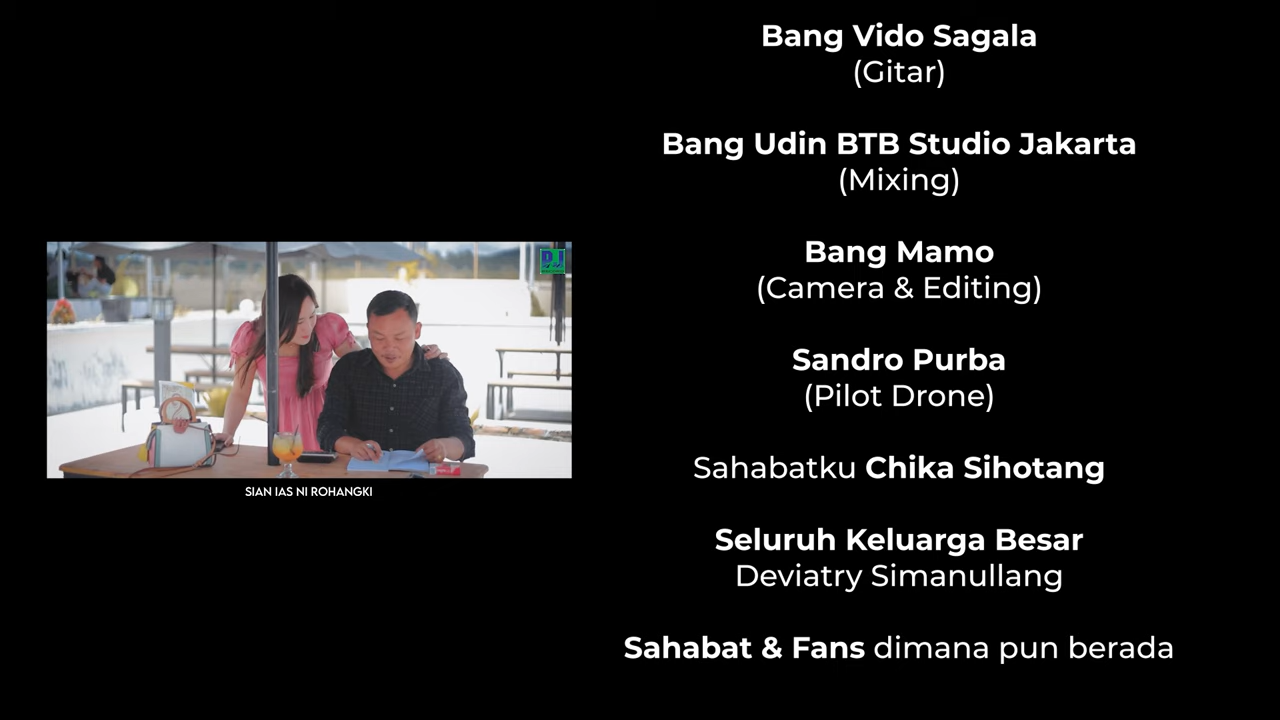 Bang Vido Sagala
(Gitar)
Bang Udin BTB Studio Jakarta
(Mixing)
Bang Mamo
(Camera & Editing)
Sandro Purba
(Pilot Drone)
Sahabatku Chika Sihotang
Seluruh Keluarga Besar
Deviatry Simanullang
Sahabat & Fans dimana pun berada
SIAN IAS NI ROHANGKI